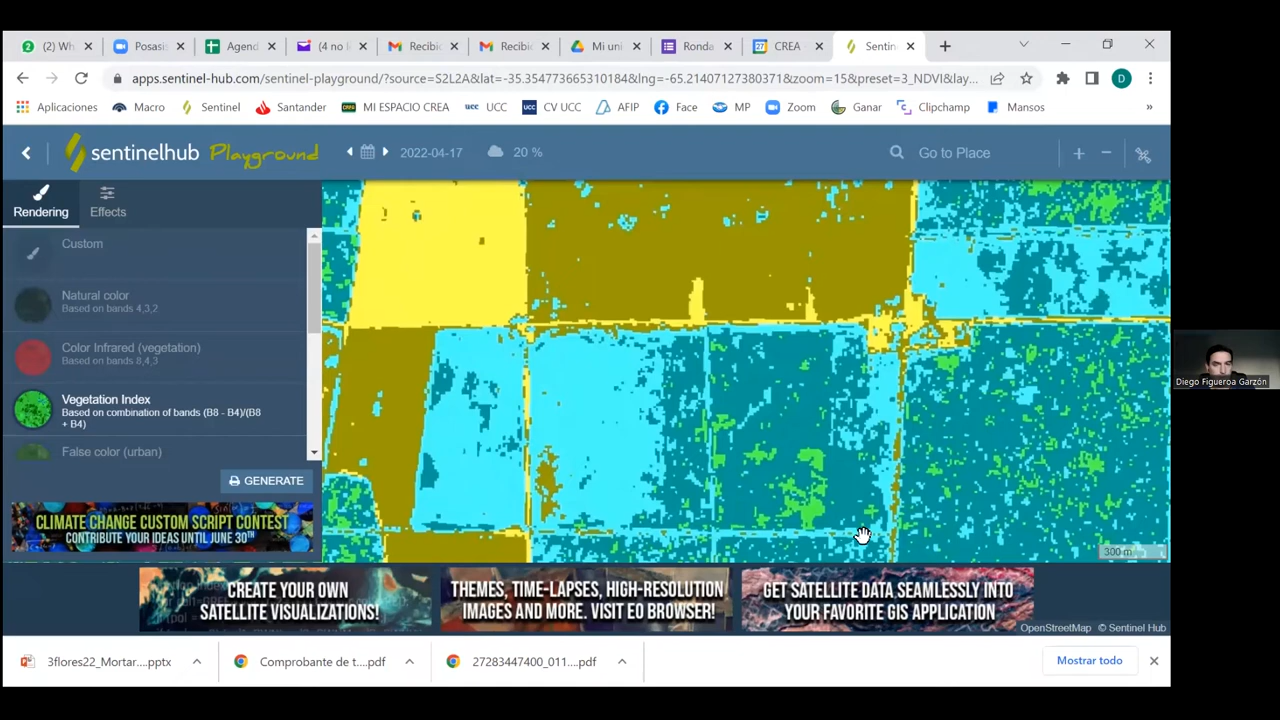 (2) Wh
Posas
Agend
(4 no l
Recibi
Recibi
Mi uni
Ronda
CREA
Sentin
apps.sentinel-hub.com/sentinel-playground/?source=S2L2A&lat=-35.354773665310184&lng=-65.21407127380371&zoom=15&preset=3_NDVI&lay...
D
Aplicaciones
Macro
Sentinel
Santander
MI ESPACIO CREA
UCC
CV UCC
AFIP
Face
MP
Zoom
Ganar
Clipchamp
Mansos
»
sentinelhub Playground
2022-04-17
20 %
Go to Place
Rendering
Effects
Custom
Natural color
Based on bands 4,3,2
Color Infrared (vegetation)
Based on bands 8,4,3
Vegetation Index
Based on combination of bands (B8 - B4)/(B8
+ B4)
False color (urban)
GENERATE
CLIMATE CHANGE CUSTOM SCRIPT CONTEST
CONTRIBUTE YOUR IDEAS UNTIL JUNE 30TH
300 m
Diego Figueroa Garzón
CREATE YOUR OWN
SATELLITE VISUALIZATIONS!
THEMES, TIME-LAPSES, HIGH-RESOLUTION
IMAGES AND MORE. VISIT EO BROWSER!
GET SATELLITE DATA SEAMLESSLY INTO
YOUR FAVORITE GIS APPLICATION
OpenStreetMap © Sentinel Hub
3flores22_Mortar....pptx
Comprobante de t....pdf
27283447400_011....pdf
Mostrar todo